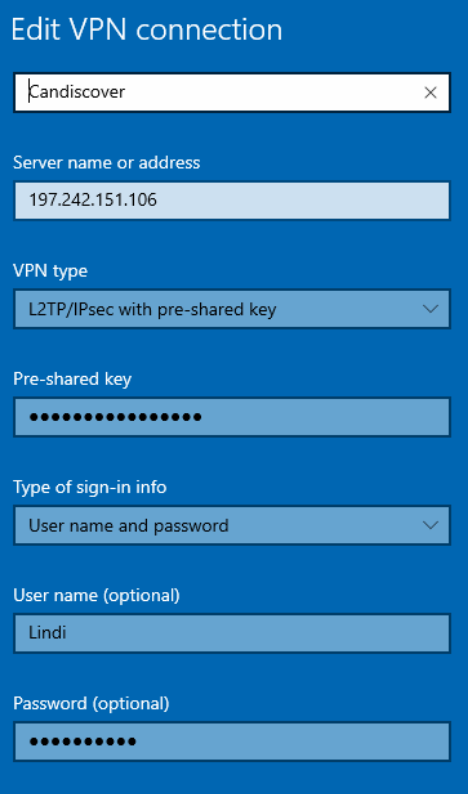 Edit VPN connection
Candiscover
Server name or address
197.242.151.106
VPN type
L2TP/IPsec with pre-shared key
Pre-shared key
●●●●●●●●●●●●●●●●
Type of sign-in info
User name and password
User name (optional)
Lindi
Password (optional)
●●●●●●●●●●